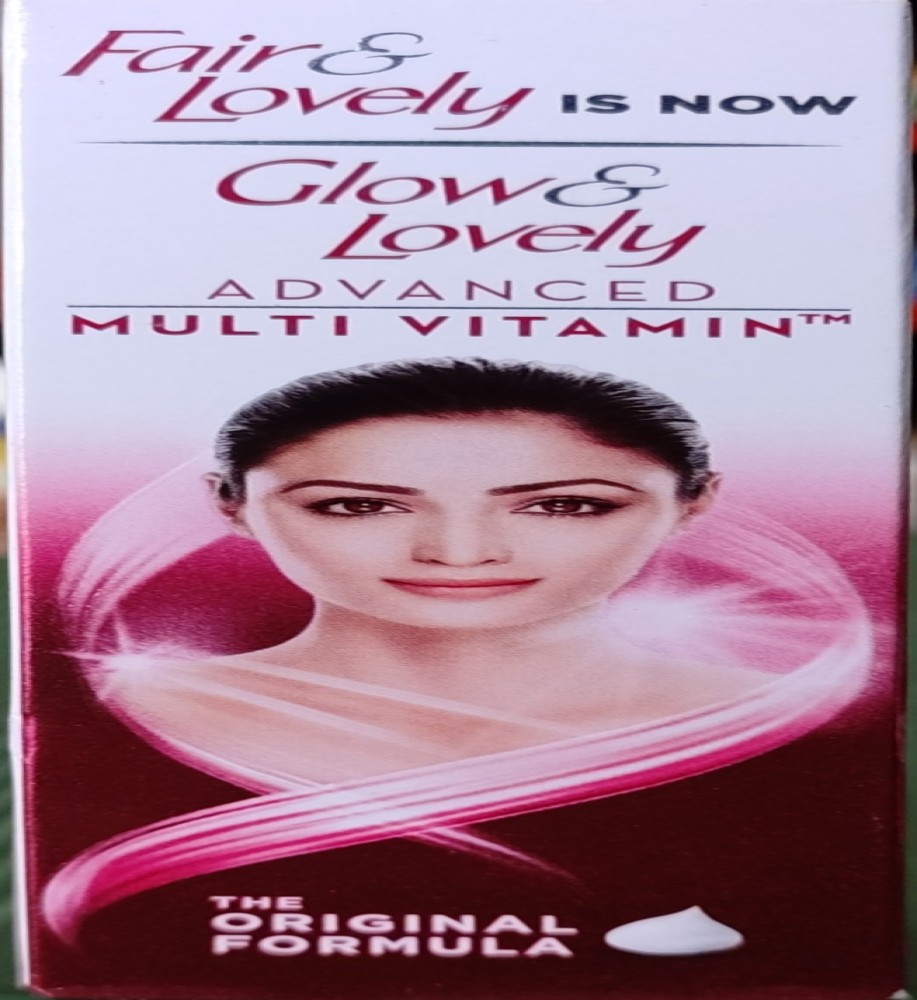 Fair &
Lovely IS NOW
Glow &
Lovely
ADVANCED
MULTI VITAMIN™
THE
ORIGINAL
FORMULA